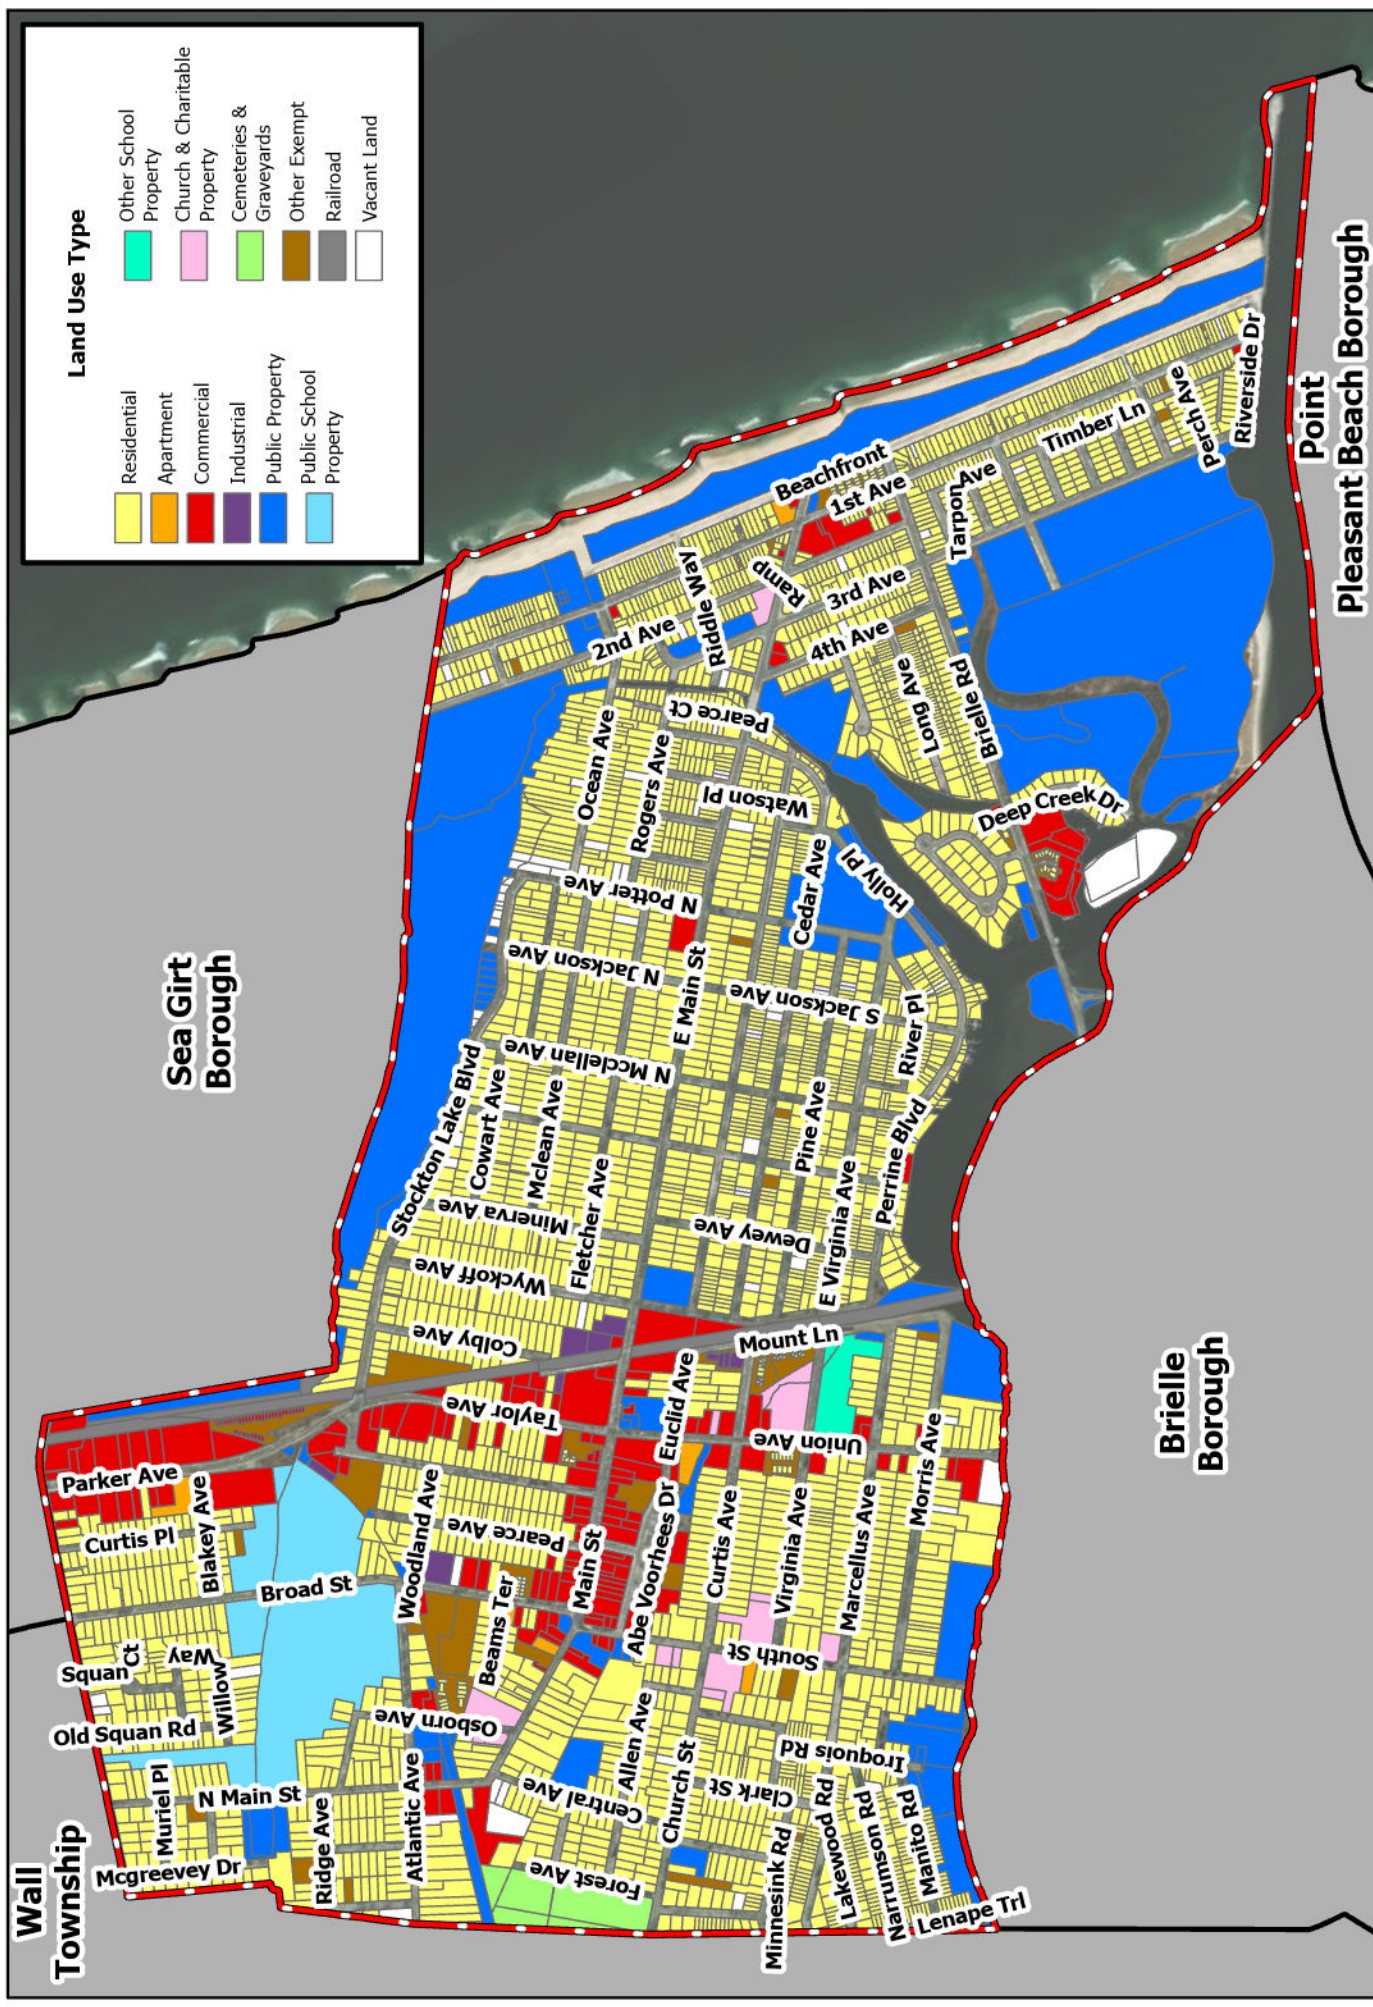 Land Use Type
Residential
Apartment
Commercial
Industrial
Public Property
Public School
Property
Other School
Property
Church & Charitable
Property
Cemeteries &
Graveyards
Other Exempt
Railroad
Vacant Land
Wall
Township
Sea Girt
Borough
Brielle
Borough
Point
Pleasant Beach Borough
Parker Ave
Curtis Pl
Blakey Ave
Broad St
Squan Ct
Way
Willow
Old Squan Rd
Muriel Pl
N Main St
Mcgreevey Dr
Ridge Ave
Atlantic Ave
Osborn Ave
Woodland Ave
Beams Ter
Pearce Ave
Taylor Ave
Main St
Colby Ave
Wyckoff Ave
Minerva Ave
Stockton Lake Blvd
Cowart Ave
Mclean Ave
Fletcher Ave
N Mcclellan Ave
N Jackson Ave
N Potter Ave
E Main St
Ocean Ave
Rogers Ave
Pearce Ct
Watson Pl
Cedar Ave
Holly Pl
S Jackson Ave
River Pl
Pine Ave
Perrine Blvd
E Virginia Ave
Dewey Ave
Mount Ln
Euclid Ave
Union Ave
Abe Voorhees Dr
Curtis Ave
Virginia Ave
Marcellus Ave
Morris Ave
South St
Allen Ave
Church St
Central Ave
Clark St
Forest Ave
Iroquois Rd
Minnesink Rd
Lakewood Rd
Narrumson Rd
Manito Rd
Lenape Trl
2nd Ave
Riddle Way
Ramp
Beachfront
1st Ave
3rd Ave
4th Ave
Long Ave
Brielle Rd
Deep Creek Dr
Tarpon Ave
Timber Ln
Perch Ave
Riverside Dr